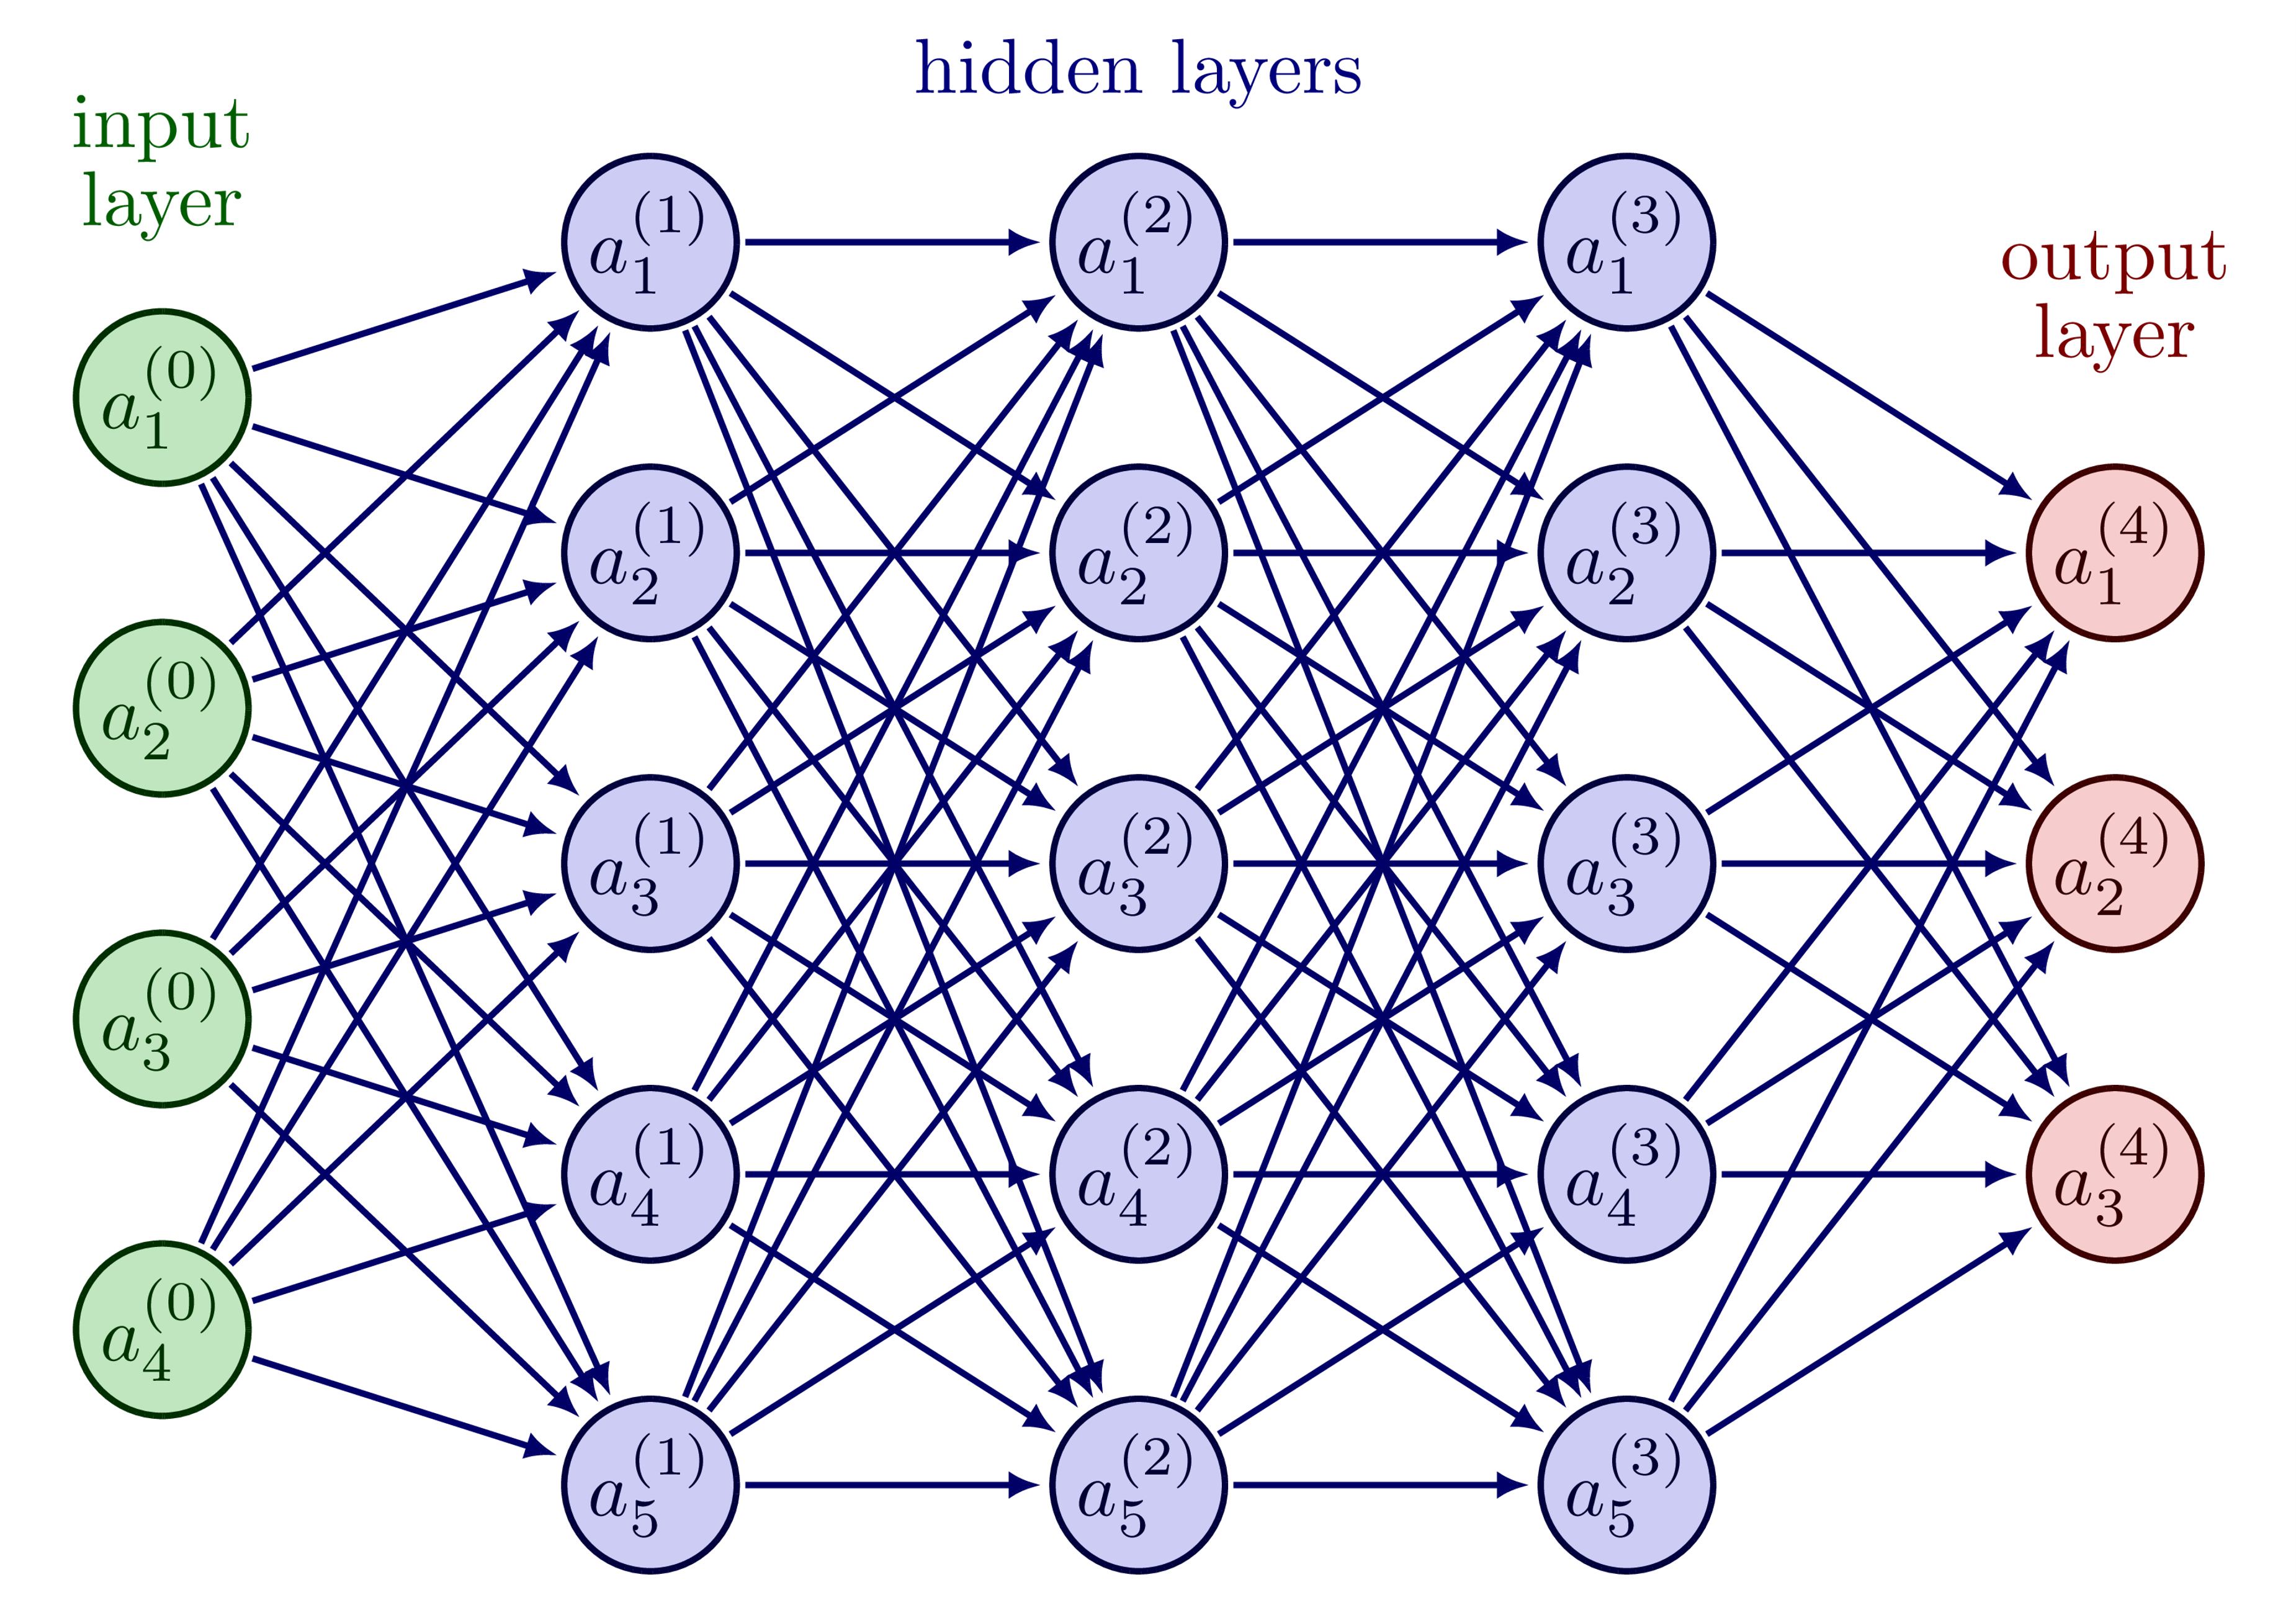 hidden layers
input
layer
output
layer
a_1^{(0)}
a_2^{(0)}
a_3^{(0)}
a_4^{(0)}
a_1^{(1)}
a_2^{(1)}
a_3^{(1)}
a_4^{(1)}
a_5^{(1)}
a_1^{(2)}
a_2^{(2)}
a_3^{(2)}
a_4^{(2)}
a_5^{(2)}
a_1^{(3)}
a_2^{(3)}
a_3^{(3)}
a_4^{(3)}
a_5^{(3)}
a_1^{(4)}
a_2^{(4)}
a_3^{(4)}